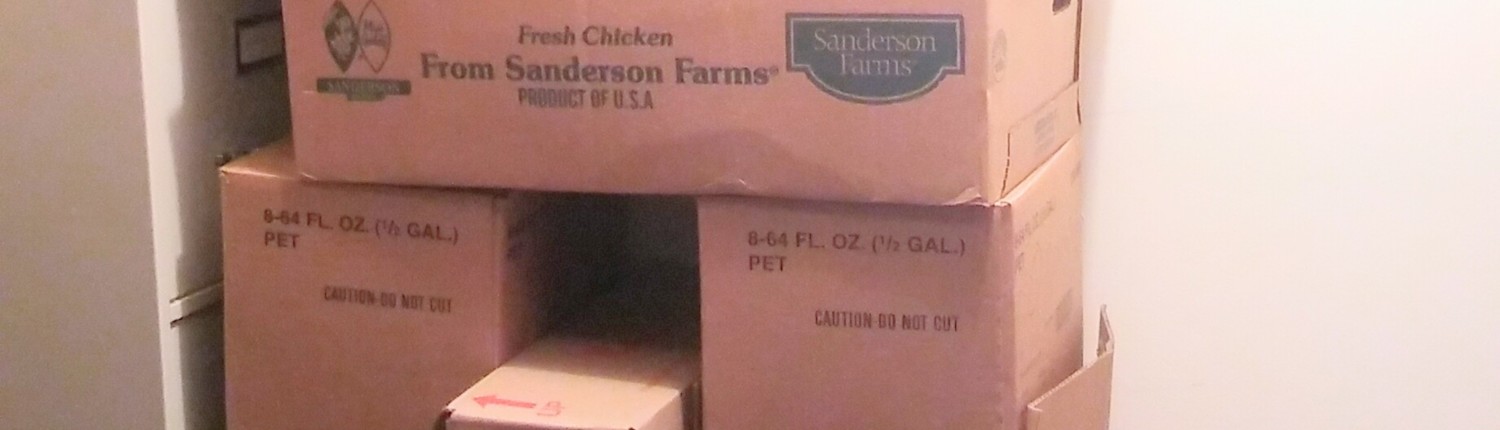 Fresh Chicken
From Sanderson Farms®
PRODUCT OF U.S.A
Sanderson
Farms
SANDERSON
8-64 FL. OZ. (1/2 GAL.)
PET
CAUTION-DO NOT CUT
8-64 FL. OZ. (1/2 GAL.)
PET
CAUTION-DO NOT CUT